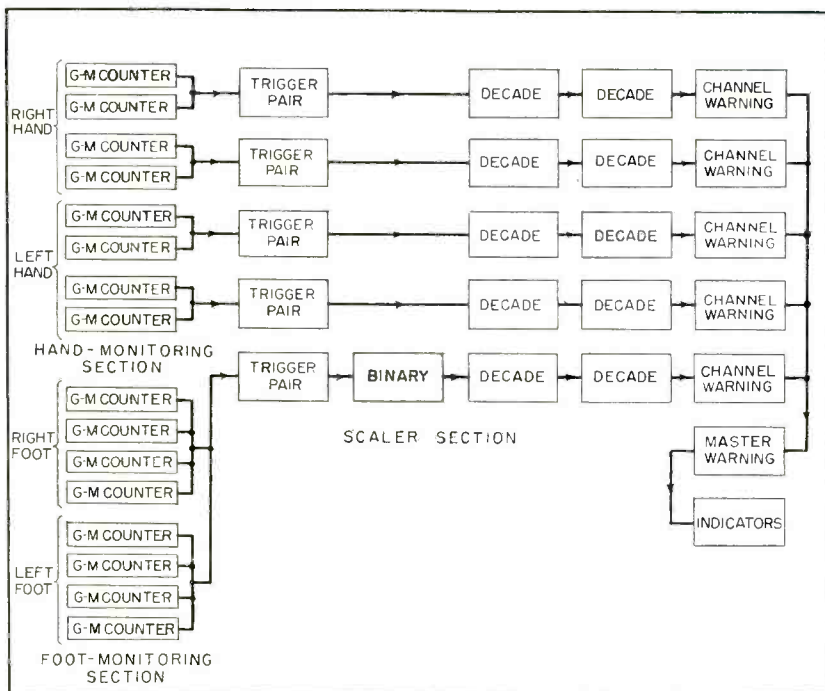 RIGHT HAND
G-M COUNTER
G-M COUNTER
TRIGGER PAIR
DECADE
DECADE
CHANNEL WARNING
G-M COUNTER
G-M COUNTER
TRIGGER PAIR
DECADE
DECADE
CHANNEL WARNING
LEFT HAND
G-M COUNTER
G-M COUNTER
TRIGGER PAIR
DECADE
DECADE
CHANNEL WARNING
G-M COUNTER
G-M COUNTER
TRIGGER PAIR
DECADE
DECADE
CHANNEL WARNING
HAND-MONITORING
SECTION
TRIGGER PAIR
BINARY
DECADE
DECADE
CHANNEL WARNING
SCALER SECTION
RIGHT FOOT
G-M COUNTER
G-M COUNTER
G-M COUNTER
G-M COUNTER
MASTER WARNING
INDICATORS
LEFT FOOT
G-M COUNTER
G-M COUNTER
G-M COUNTER
G-M COUNTER
FOOT-MONITORING
SECTION